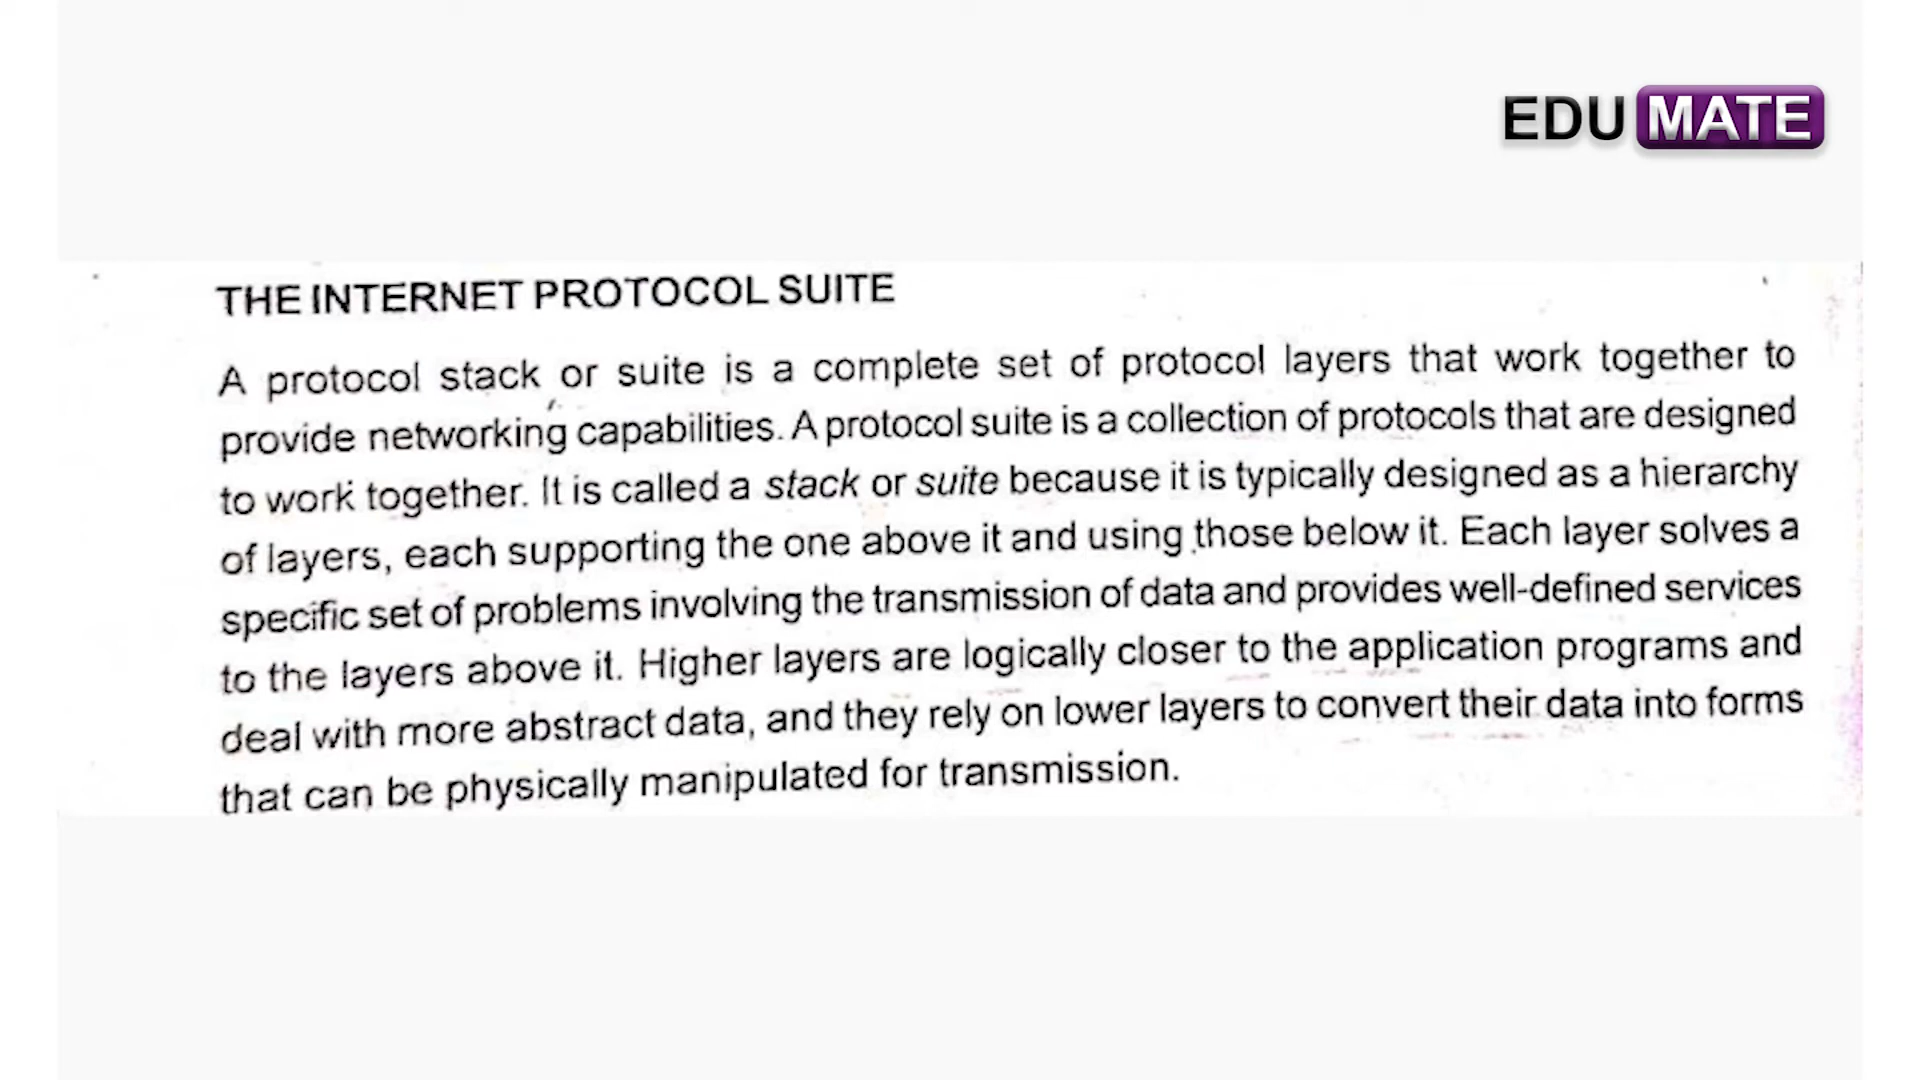 EDUMATE
THE INTERNET PROTOCOL SUITE
A protocol stack or suite is a complete set of protocol layers that work together to
provide networking capabilities. A protocol suite is a collection of protocols that are designed
to work together. It is called a stack or suite because it is typically designed as a hierarchy
of layers, each supporting the one above it and using those below it. Each layer solves a
specific set of problems involving the transmission of data and provides well-defined services
to the layers above it. Higher layers are logically closer to the application programs and
deal with more abstract data, and they rely on lower layers to convert their data into forms
that can be physically manipulated for transmission.